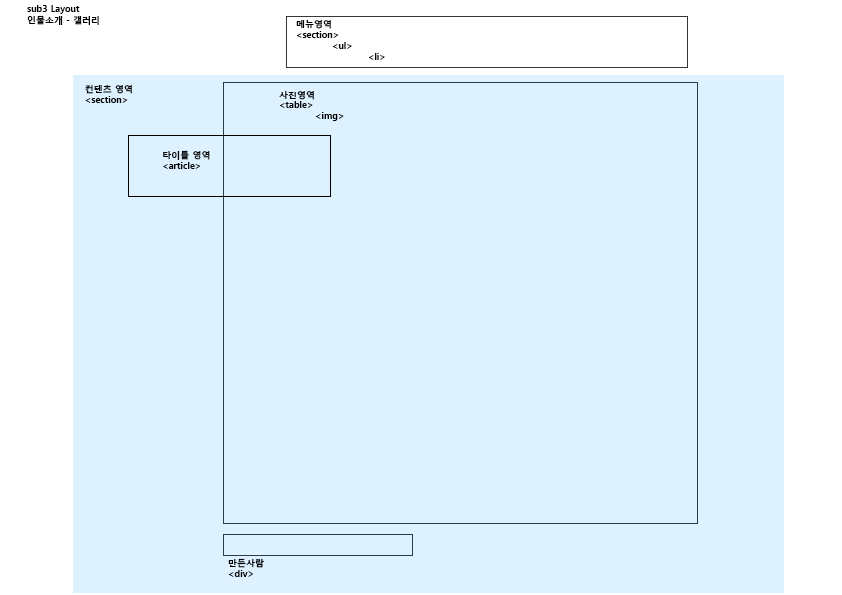 sub3 Layout
인물소개 - 갤러리
메뉴영역
<section>
<ul>
<li>
컨텐츠 영역
<section>
사진영역
<table>
<img>
타이틀 영역
<article>
만든사람
<div>